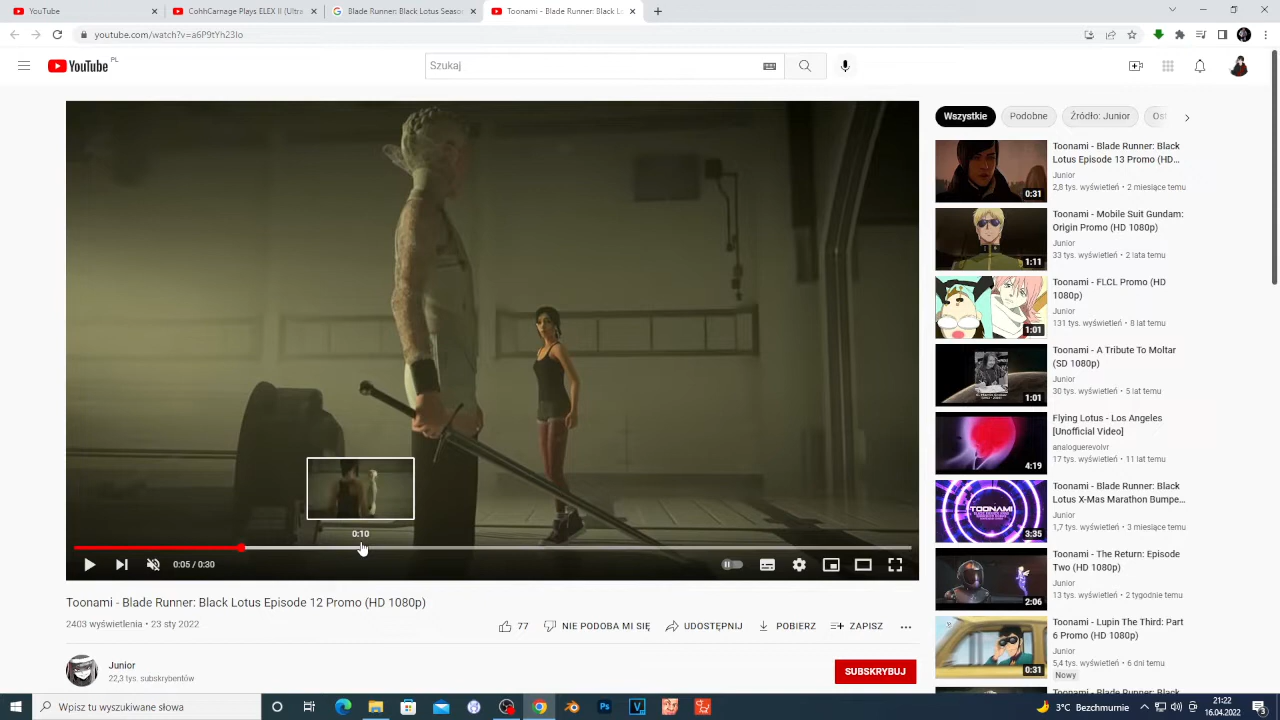 YouTube
CohhCarnage Plays ELEX II (Ultra
Blade Runner: Black Lotus Season
Toonami - Blade Runner: Black Lo
youtube.com/watch?v=a6P9tYh23Io
YouTube PL
Szukaj
Wszystkie
Podobne
Źródło: Junior
Ost
Toonami - Blade Runner: Black
Lotus Episode 13 Promo (HD...
Junior
2,8 tys. wyświetleń • 2 miesiące temu
0:31
Toonami - Mobile Suit Gundam:
Origin Promo (HD 1080p)
Junior
33 tys. wyświetleń • 2 lata temu
1:11
Toonami - FLCL Promo (HD
1080p)
Junior
131 tys. wyświetleń • 8 lat temu
1:01
Toonami - A Tribute To Moltar
(SD 1080p)
Junior
30 tys. wyświetleń • 5 lat temu
1:01
Flying Lotus - Los Angeles
[Unofficial Video]
analoguerevolvr
17 tys. wyświetleń • 11 lat temu
4:19
Toonami - Blade Runner: Black
Lotus X-Mas Marathon Bumpe...
Junior
1,7 tys. wyświetleń • 3 miesiące temu
TOONAMI
3:35
Toonami - The Return: Episode
Two (HD 1080p)
Junior
13 tys. wyświetleń • 2 tygodnie temu
2:06
Toonami - Lupin The Third: Part
6 Promo (HD 1080p)
Junior
5,4 tys. wyświetleń • 6 dni temu
Nowy
0:31
Toonami - Blade Runner: Black
0:10
0:05 / 0:30
Toonami - Blade Runner: Black Lotus Episode 12 Promo (HD 1080p)
2403 wyświetlenia • 23 sty 2022
77
NIE PODOBA MI SIĘ
UDOSTĘPNIJ
POBIERZ
ZAPISZ
Junior
22,3 tys. subskrybentów
SUBSKRYBUJ
Wpisz tu wyszukiwane słowa
3°C Bezchmurnie
21:22
16.04.2022